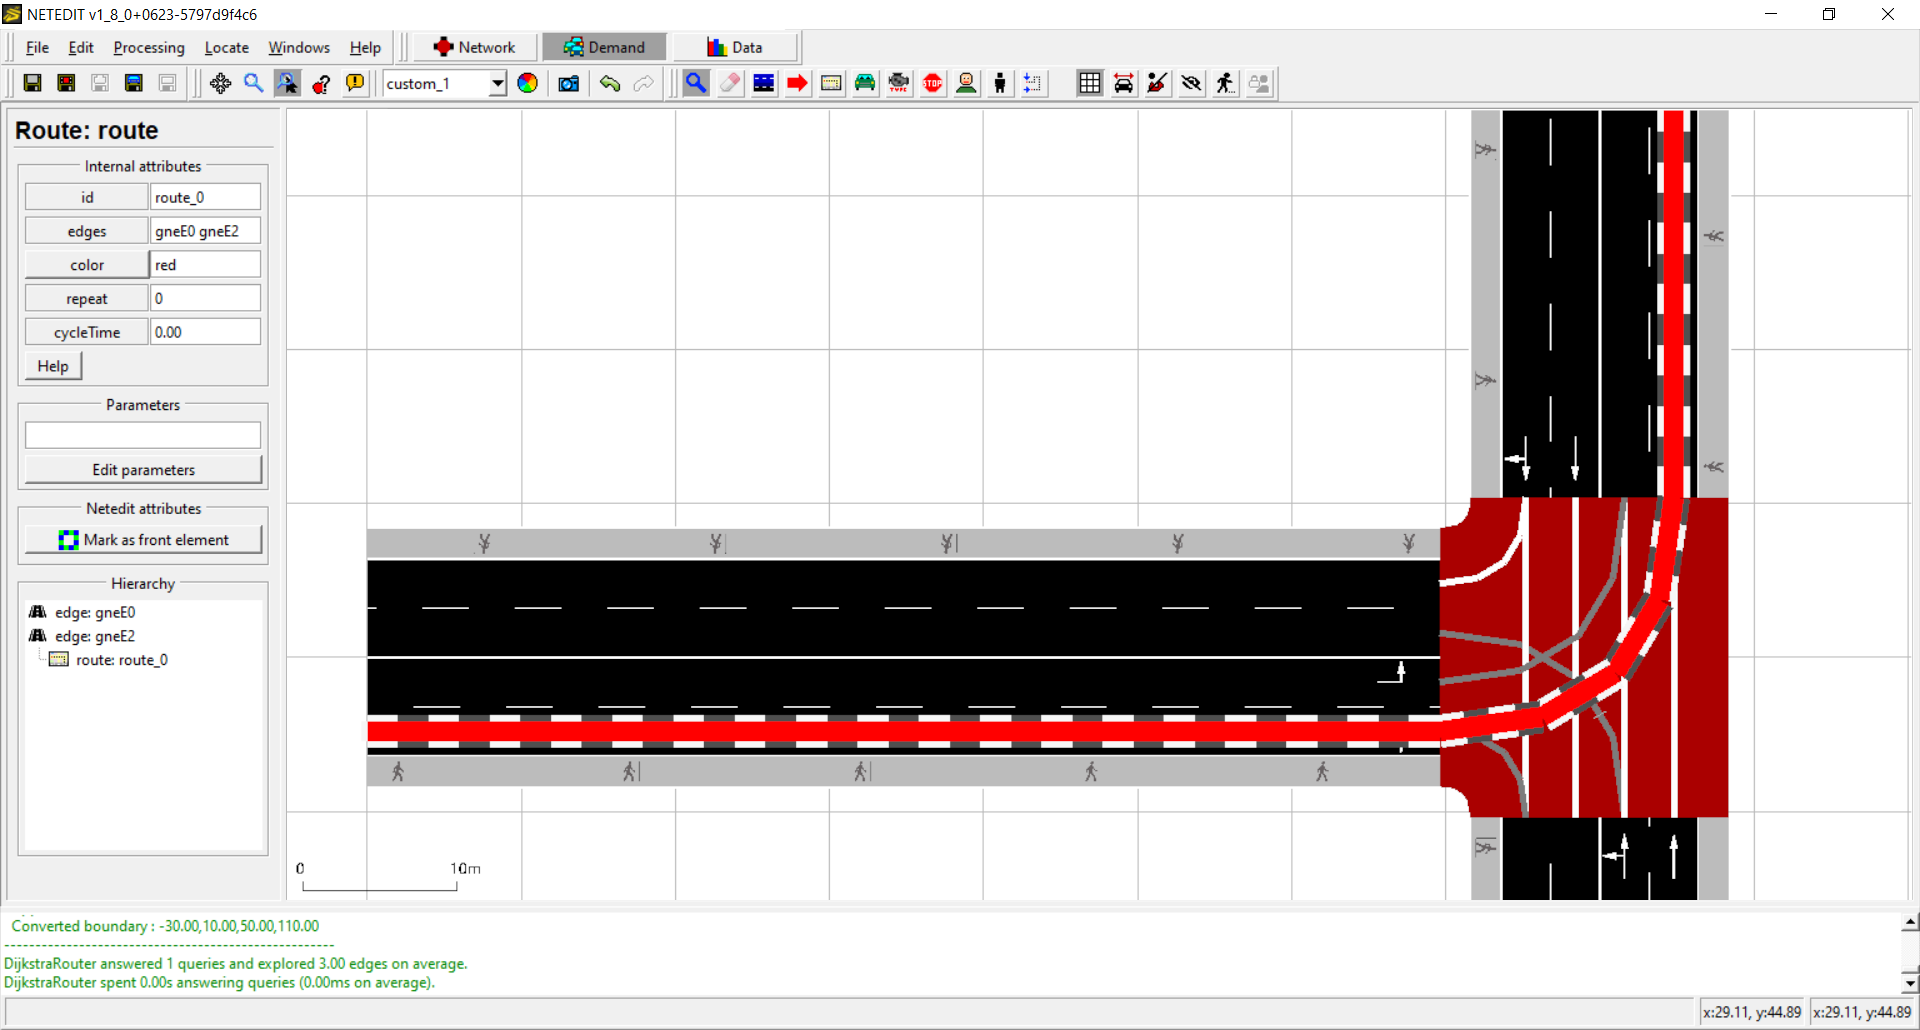 NETEDIT v1_8_0+0623-5797d9f4c6
File Edit Processing Locate Windows Help Network Demand Data
custom_1 TYPE STOP
Route: route
Internal attributes
id route_0
edges gneE0 gneE2
color red
repeat 0
cycleTime 0.00
Help
Parameters
Edit parameters
Netedit attributes
Mark as front element
Hierarchy
edge: gneE0
edge: gneE2
route: route_0
0 10m
Converted boundary : -30.00,10.00,50.00,110.00
-----------------------------------------------------
DijkstraRouter answered 1 queries and explored 3.00 edges on average.
DijkstraRouter spent 0.00s answering queries (0.00ms on average).
x:29.11, y:44.89 x:29.11, y:44.89